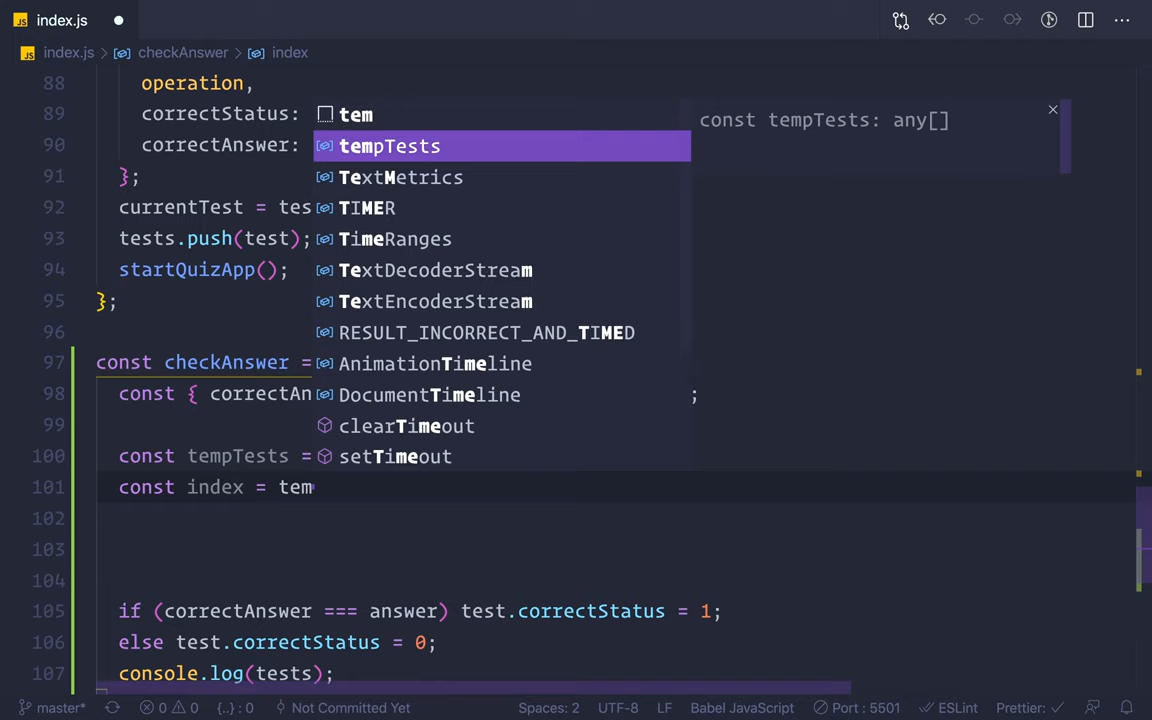 JS index.js
JS index.js > checkAnswer > index
88 operation,
89 correctStatus: tem
90 correctAnswer: tempTests const tempTests: any[]
91 }; TextMetrics
92 currentTest = tes TIMER
93 tests.push(test); TimeRanges
94 startQuizApp(); TextDecoderStream
95 }; TextEncoderStream
96 RESULT_INCORRECT_AND_TIMED
97 const checkAnswer = AnimationTimeline
98 const { correctAn DocumentTimeline ;
99 clearTimeout
100 const tempTests = setTimeout
101 const index = tem
102
103
104
105 if (correctAnswer === answer) test.correctStatus = 1;
106 else test.correctStatus = 0;
107 console.log(tests);
master* 0 0 {..} : 0 Not Committed Yet Spaces: 2 UTF-8 LF Babel JavaScript Port : 5501 ESLint Prettier: ✓